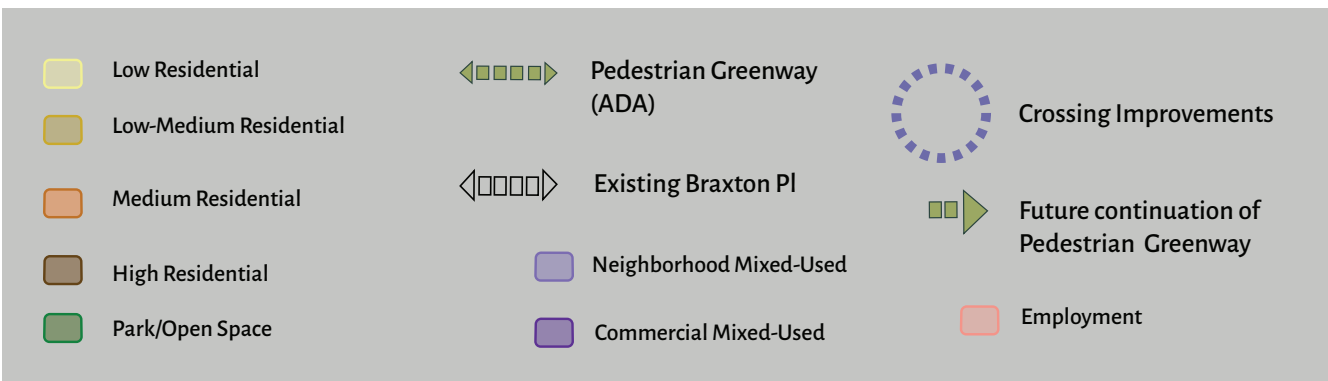 Low Residential
Low-Medium Residential
Medium Residential
High Residential
Park/Open Space
Pedestrian Greenway
(ADA)
Existing Braxton Pl
Neighborhood Mixed-Used
Commercial Mixed-Used
Crossing Improvements
Future continuation of
Pedestrian Greenway
Employment